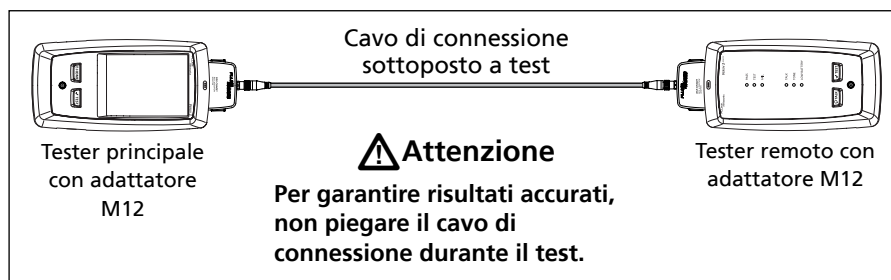 Cavo di connessione
sottoposto a test
Tester principale
con adattatore
M12
Attenzione
Per garantire risultati accurati,
non piegare il cavo di
connessione durante il test.
Tester remoto con
adattatore M12